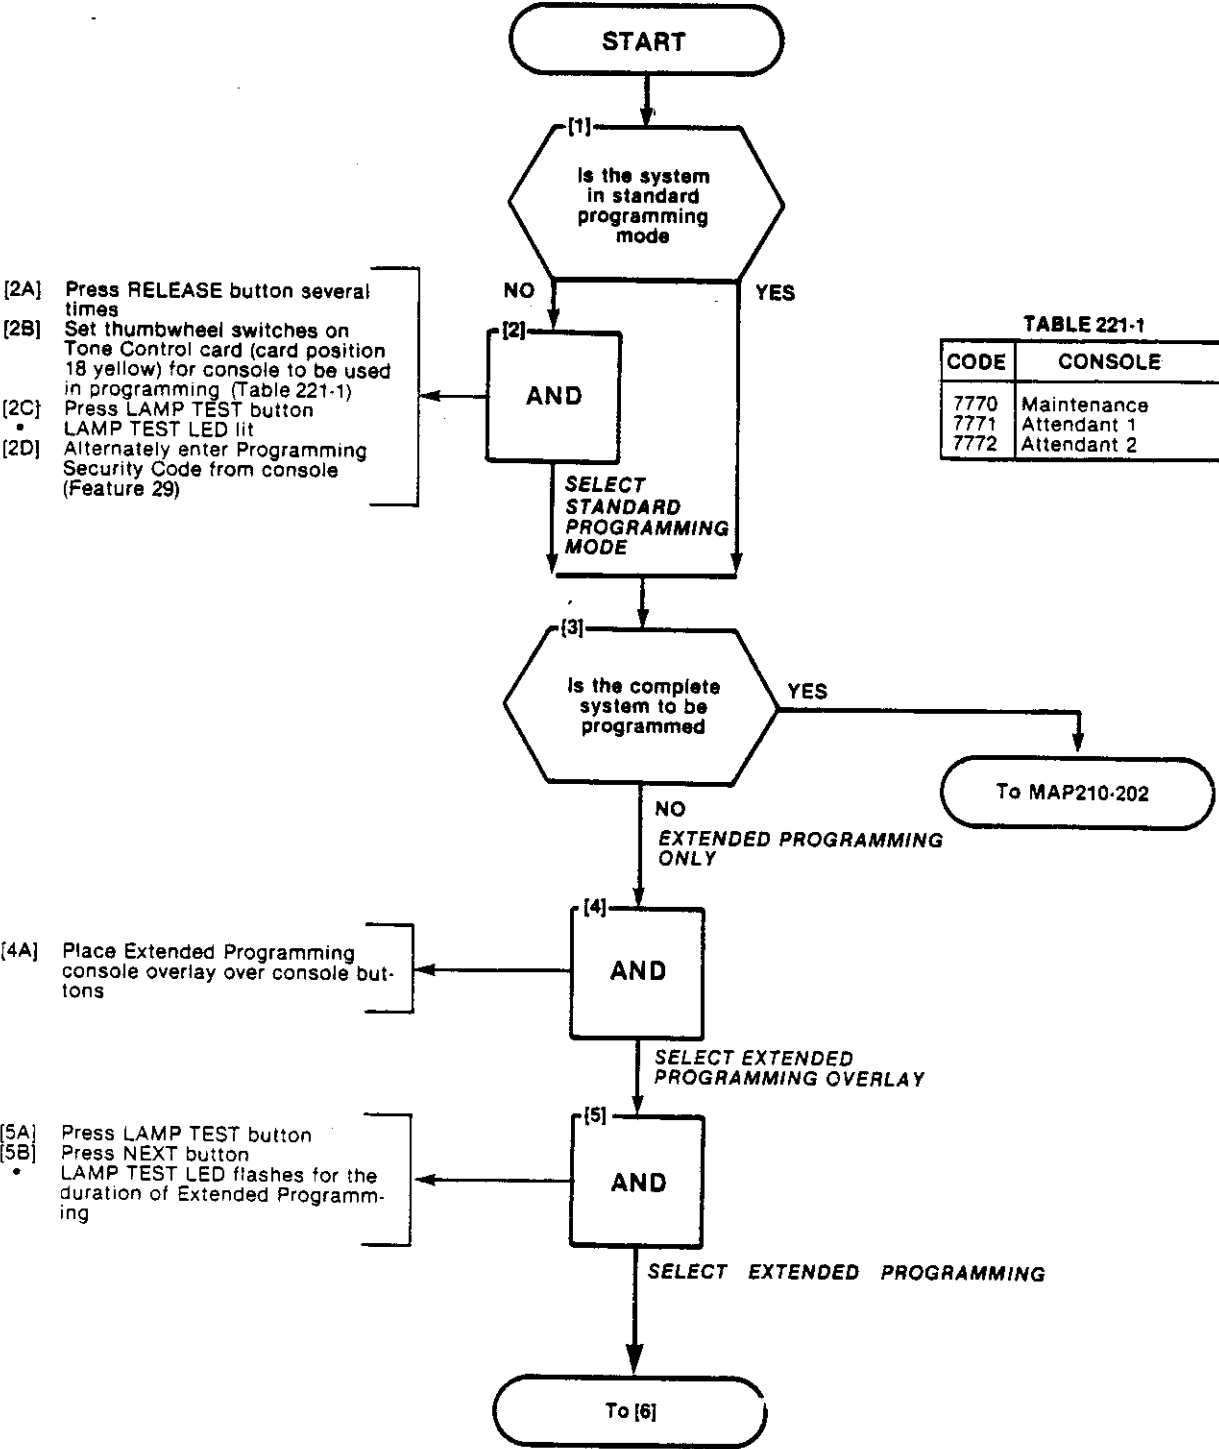 START
[1]
Is the system
in standard
programming
mode
NO
YES
[2A] Press RELEASE button several
times
[2B] Set thumbwheel switches on
Tone Control card (card position
18 yellow) for console to be used
in programming (Table 221-1)
[2C] Press LAMP TEST button
• LAMP TEST LED lit
[2D] Alternately enter Programming
Security Code from console
(Feature 29)
[2]
AND
SELECT
STANDARD
PROGRAMMING
MODE
TABLE 221-1
CODE CONSOLE
7770 Maintenance
7771 Attendant 1
7772 Attendant 2
[3]
Is the complete
system to be
programmed
YES
To MAP210-202
NO
EXTENDED PROGRAMMING
ONLY
[4]
AND
[4A] Place Extended Programming
console overlay over console but-
tons
SELECT EXTENDED
PROGRAMMING OVERLAY
[5]
AND
[5A] Press LAMP TEST button
[5B] Press NEXT button
• LAMP TEST LED flashes for the
duration of Extended Programm-
ing
SELECT EXTENDED PROGRAMMING
To [6]